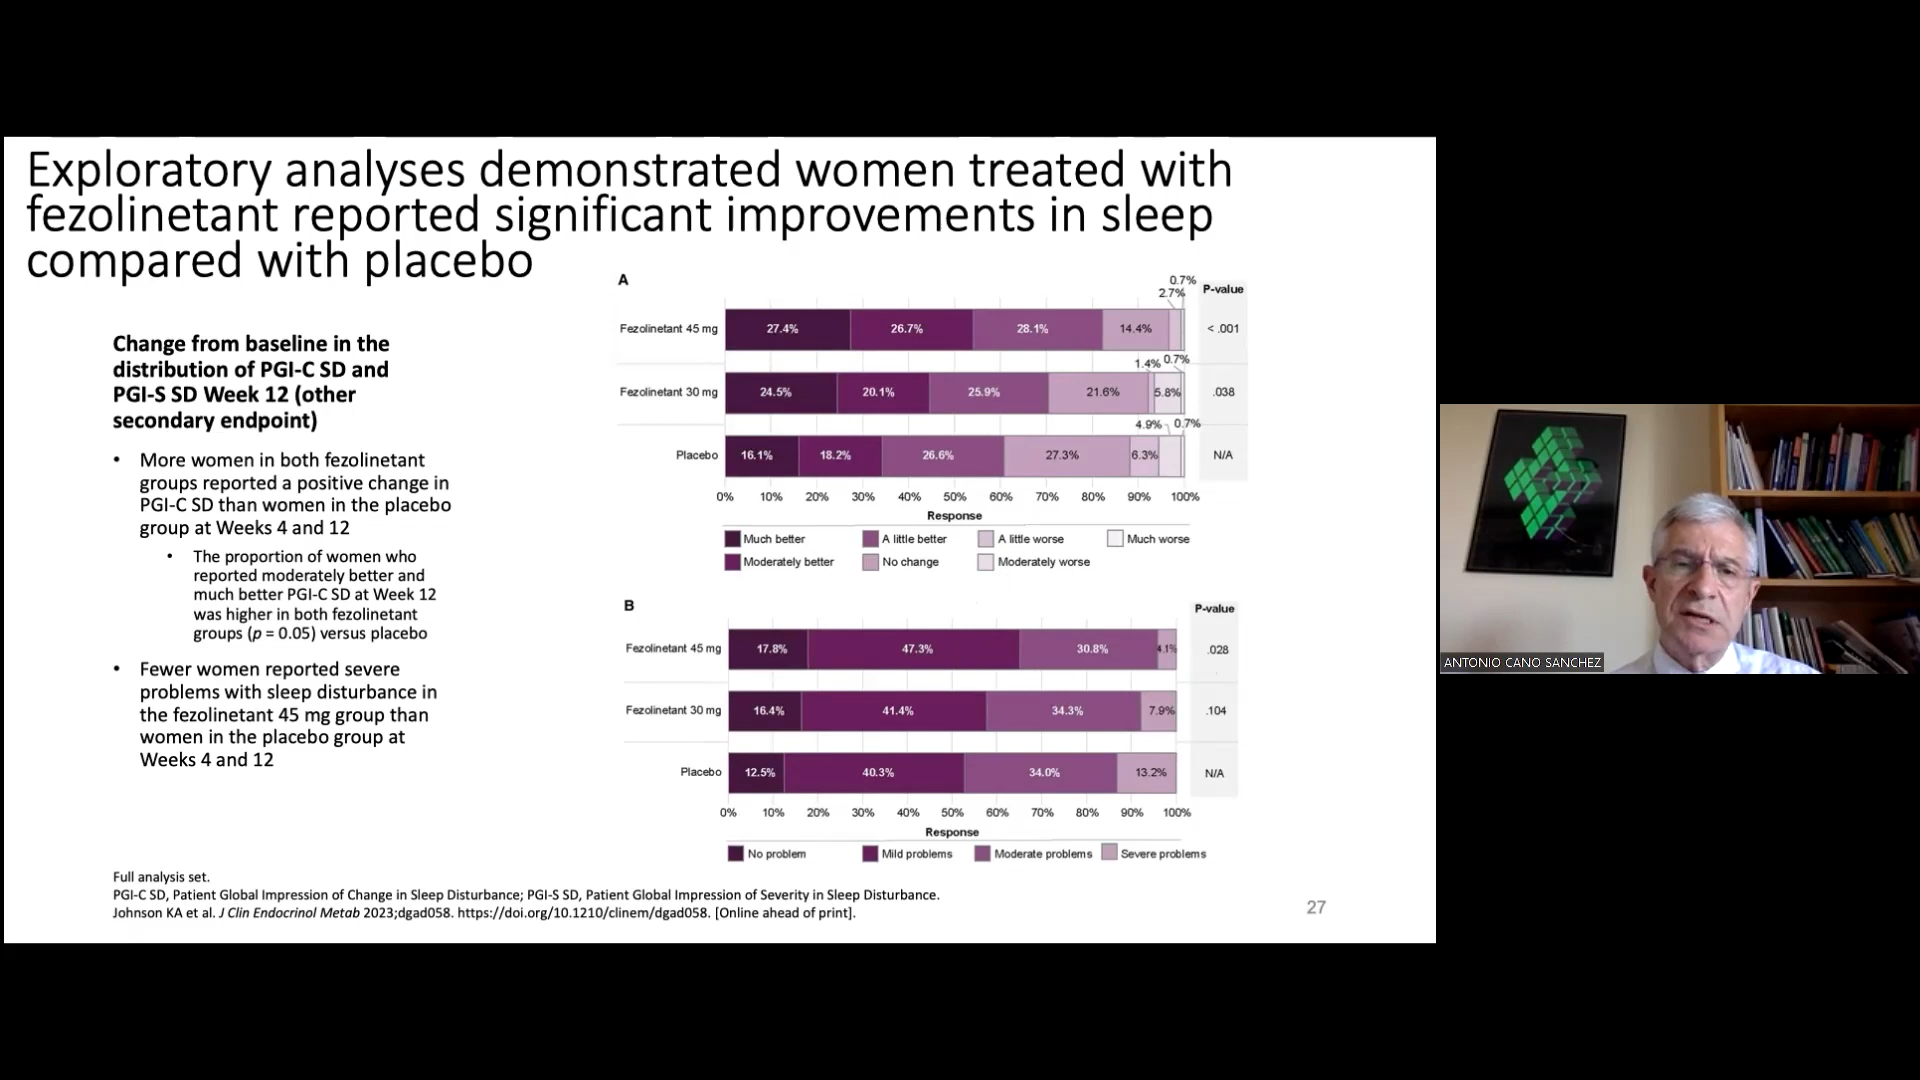 Exploratory analyses demonstrated women treated with
fezolinetant reported significant improvements in sleep
compared with placebo
Change from baseline in the
distribution of PGI-C SD and
PGI-S SD Week 12 (other
secondary endpoint)
• More women in both fezolinetant
groups reported a positive change in
PGI-C SD than women in the placebo
group at Weeks 4 and 12
• The proportion of women who
reported moderately better and
much better PGI-C SD at Week 12
was higher in both fezolinetant
groups (p = 0.05) versus placebo
• Fewer women reported severe
problems with sleep disturbance in
the fezolinetant 45 mg group than
women in the placebo group at
Weeks 4 and 12
A
0.7%
2.7%
P-value
Fezolinetant 45 mg 27.4% 26.7% 28.1% 14.4% < .001
1.4% 0.7%
Fezolinetant 30 mg 24.5% 20.1% 25.9% 21.6% 5.8% .038
4.9% 0.7%
Placebo 16.1% 18.2% 26.6% 27.3% 6.3% N/A
0% 10% 20% 30% 40% 50% 60% 70% 80% 90% 100%
Response
Much better A little better A little worse Much worse
Moderately better No change Moderately worse
B
P-value
Fezolinetant 45 mg 17.8% 47.3% 30.8% 4.1% .028
Fezolinetant 30 mg 16.4% 41.4% 34.3% 7.9% .104
Placebo 12.5% 40.3% 34.0% 13.2% N/A
0% 10% 20% 30% 40% 50% 60% 70% 80% 90% 100%
Response
No problem Mild problems Moderate problems Severe problems
Full analysis set.
PGI-C SD, Patient Global Impression of Change in Sleep Disturbance; PGI-S SD, Patient Global Impression of Severity in Sleep Disturbance.
Johnson KA et al. J Clin Endocrinol Metab 2023;dgad058. https://doi.org/10.1210/clinem/dgad058. [Online ahead of print].
27
ANTONIO CANO SANCHEZ